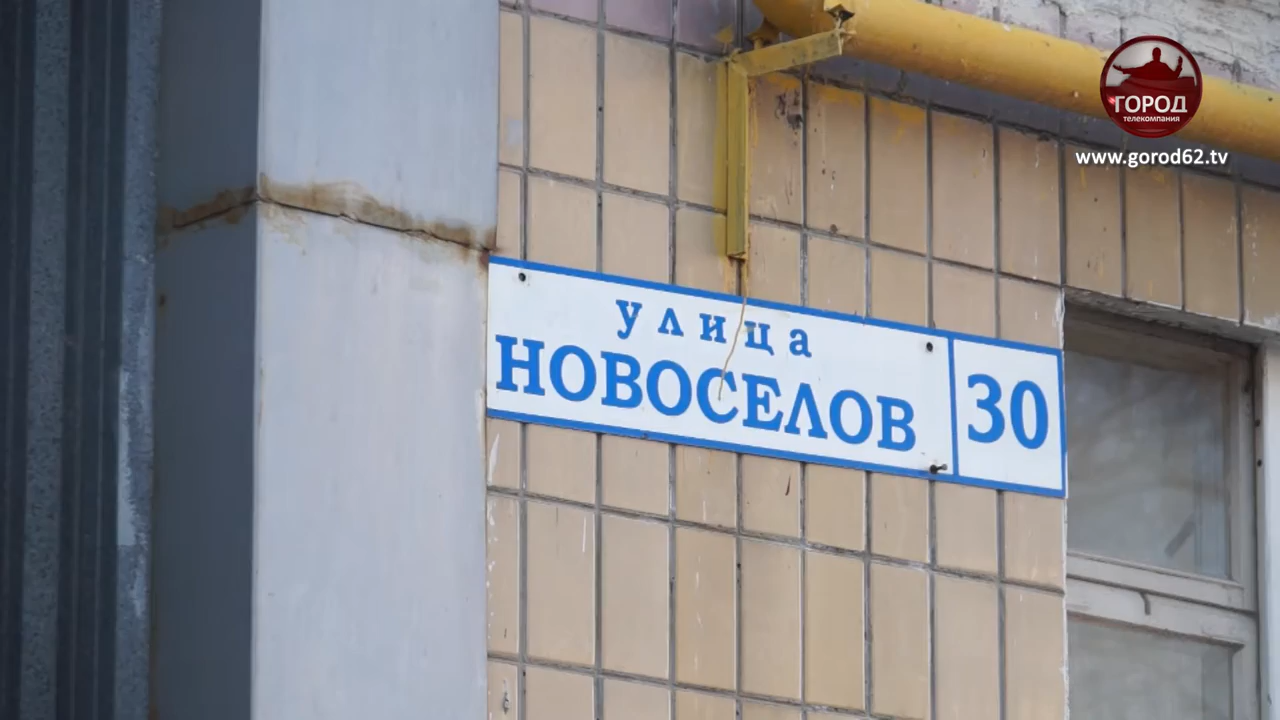 ГОРОД
телекомпания
www.gorod62.tv
улица
НОВОСЕЛОВ
30